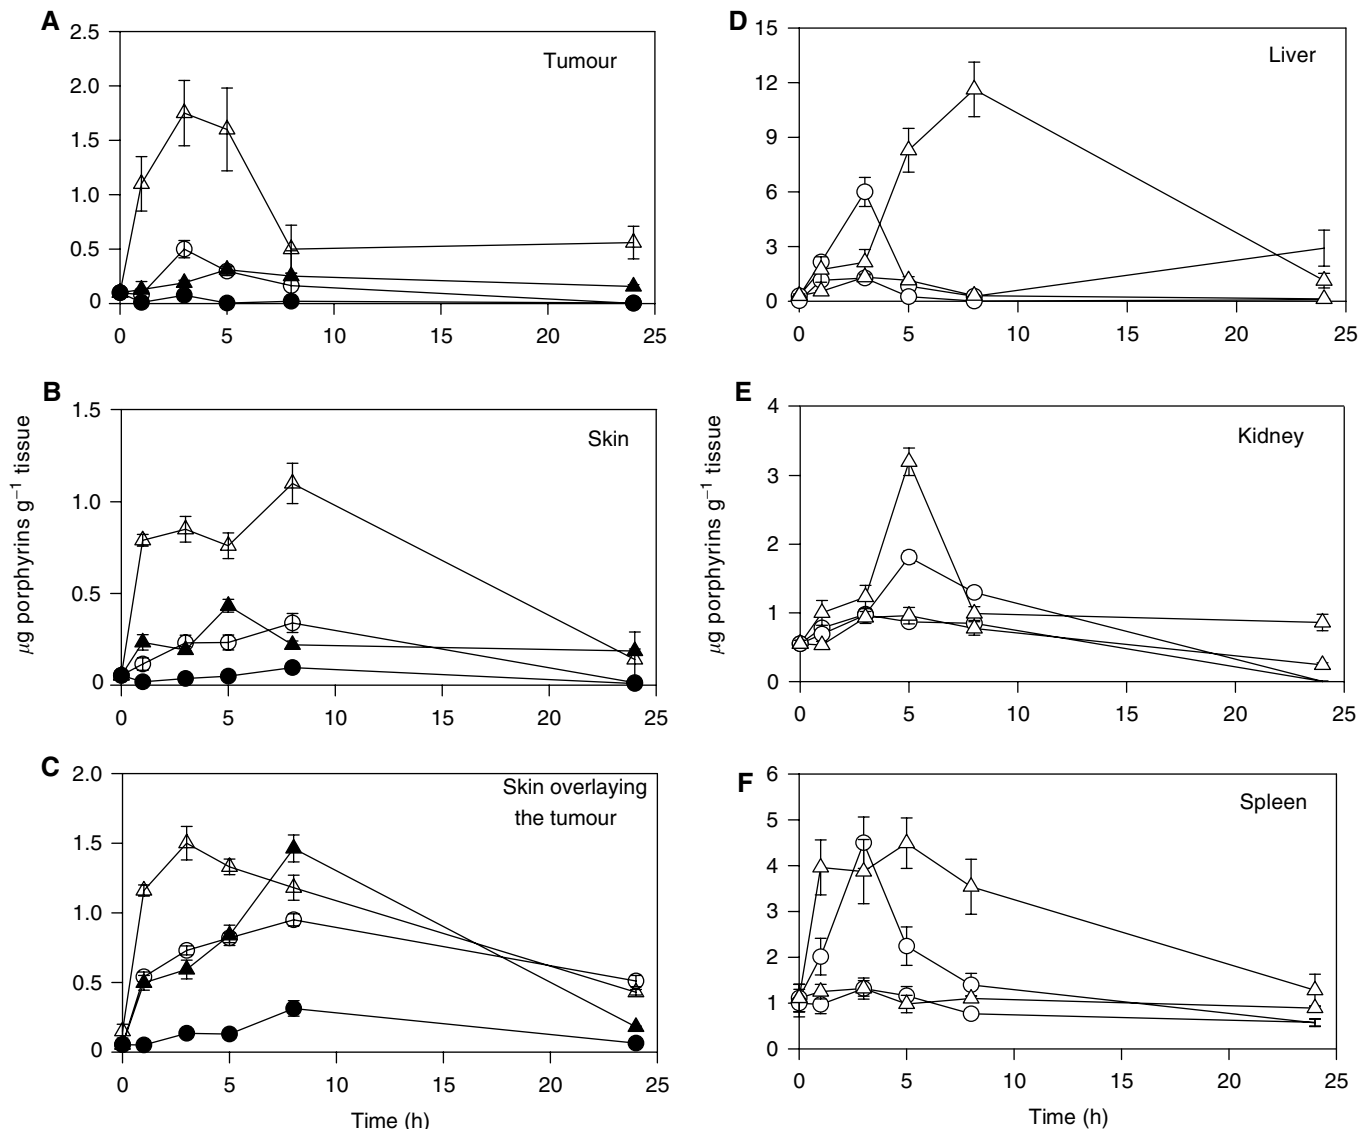 A
Tumour
2.5
2.0
1.5
1.0
0.5
0
0 5 10 15 20 25
B
Skin
1.5
1.0
0.5
0
0 5 10 15 20 25
µg porphyrins g⁻¹ tissue
C
Skin overlaying
the tumour
2.0
1.5
1.0
0.5
0
0 5 10 15 20 25
Time (h)
D
Liver
15
12
9
6
3
0
0 5 10 15 20 25
E
Kidney
4
3
2
1
0
0 5 10 15 20 25
µg porphyrins g⁻¹ tissue
F
Spleen
6
5
4
3
2
1
0
0 5 10 15 20 25
Time (h)